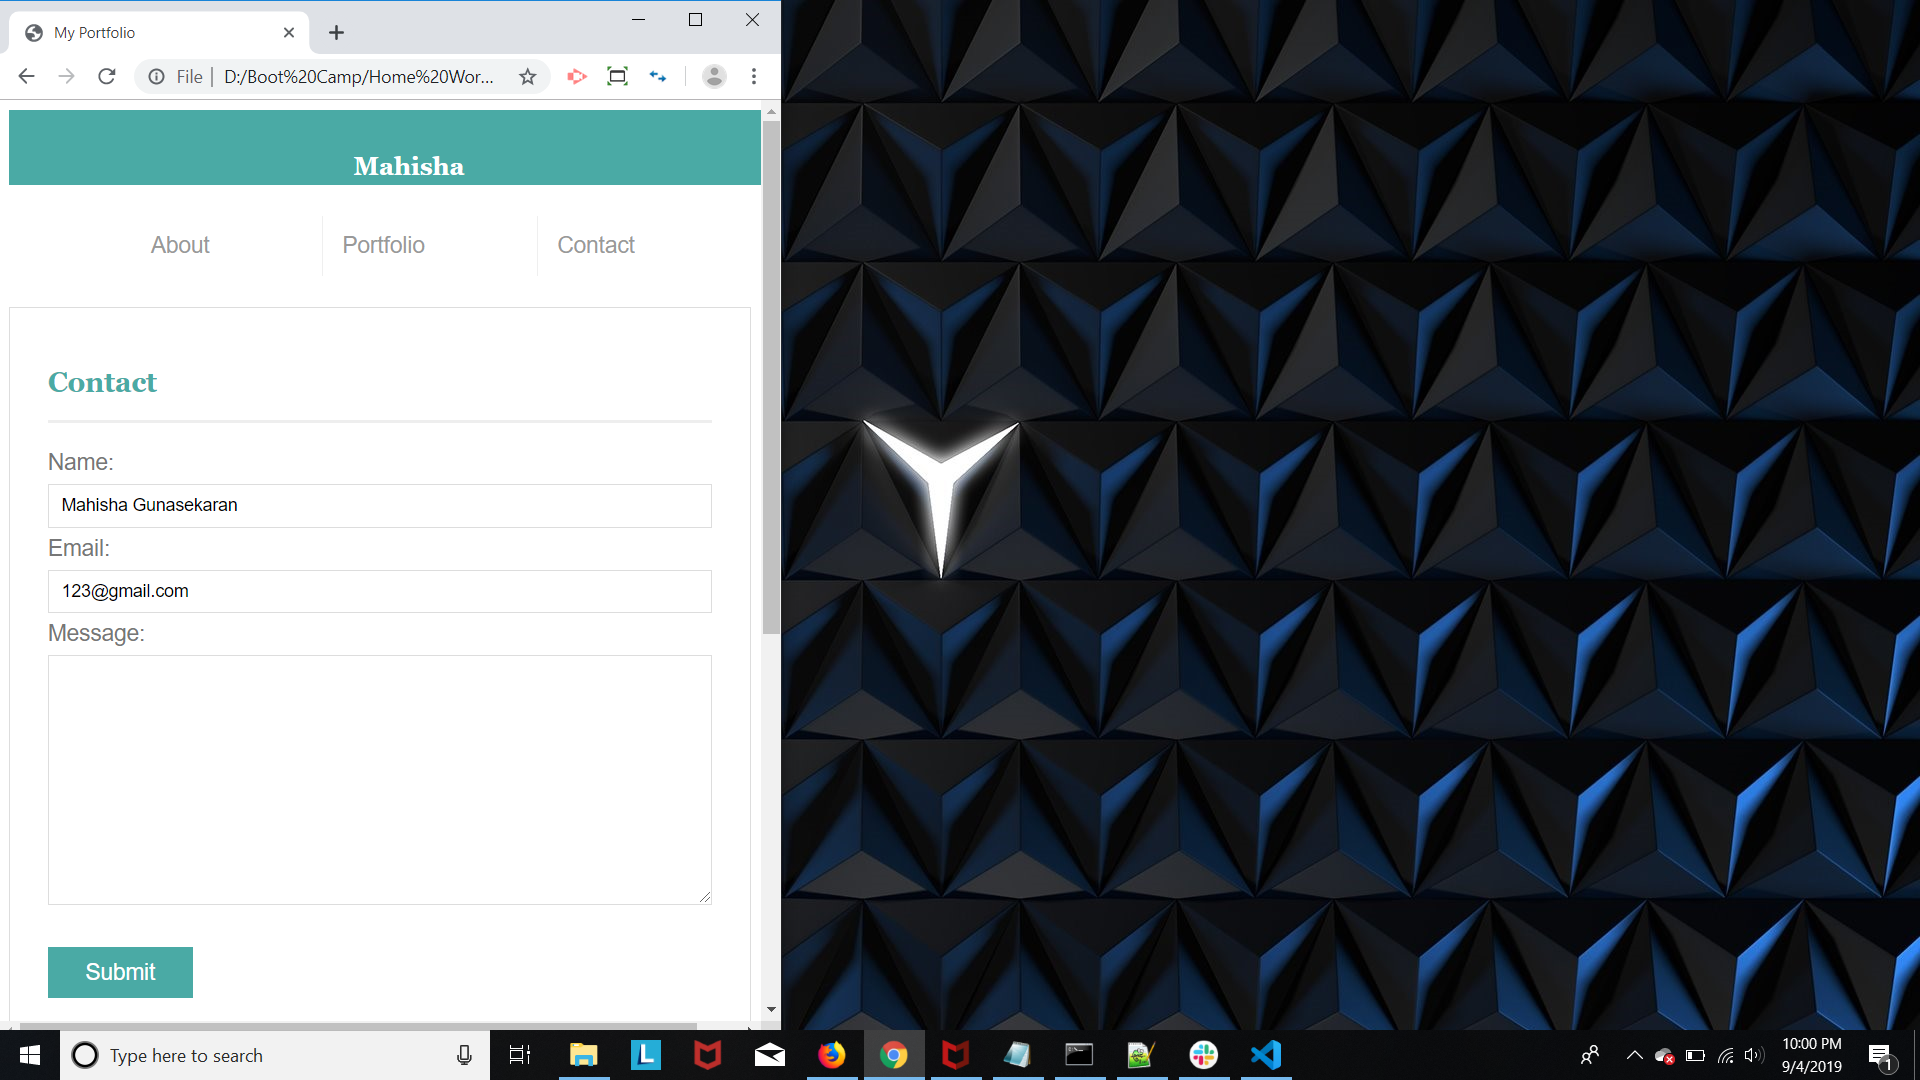 My Portfolio
File | D:/Boot%20Camp/Home%20Wor...
Mahisha
About
Portfolio
Contact
Contact
Name:
Mahisha Gunasekaran
Email:
123@gmail.com
Message:
Submit
Type here to search
L
10:00 PM
9/4/2019
1